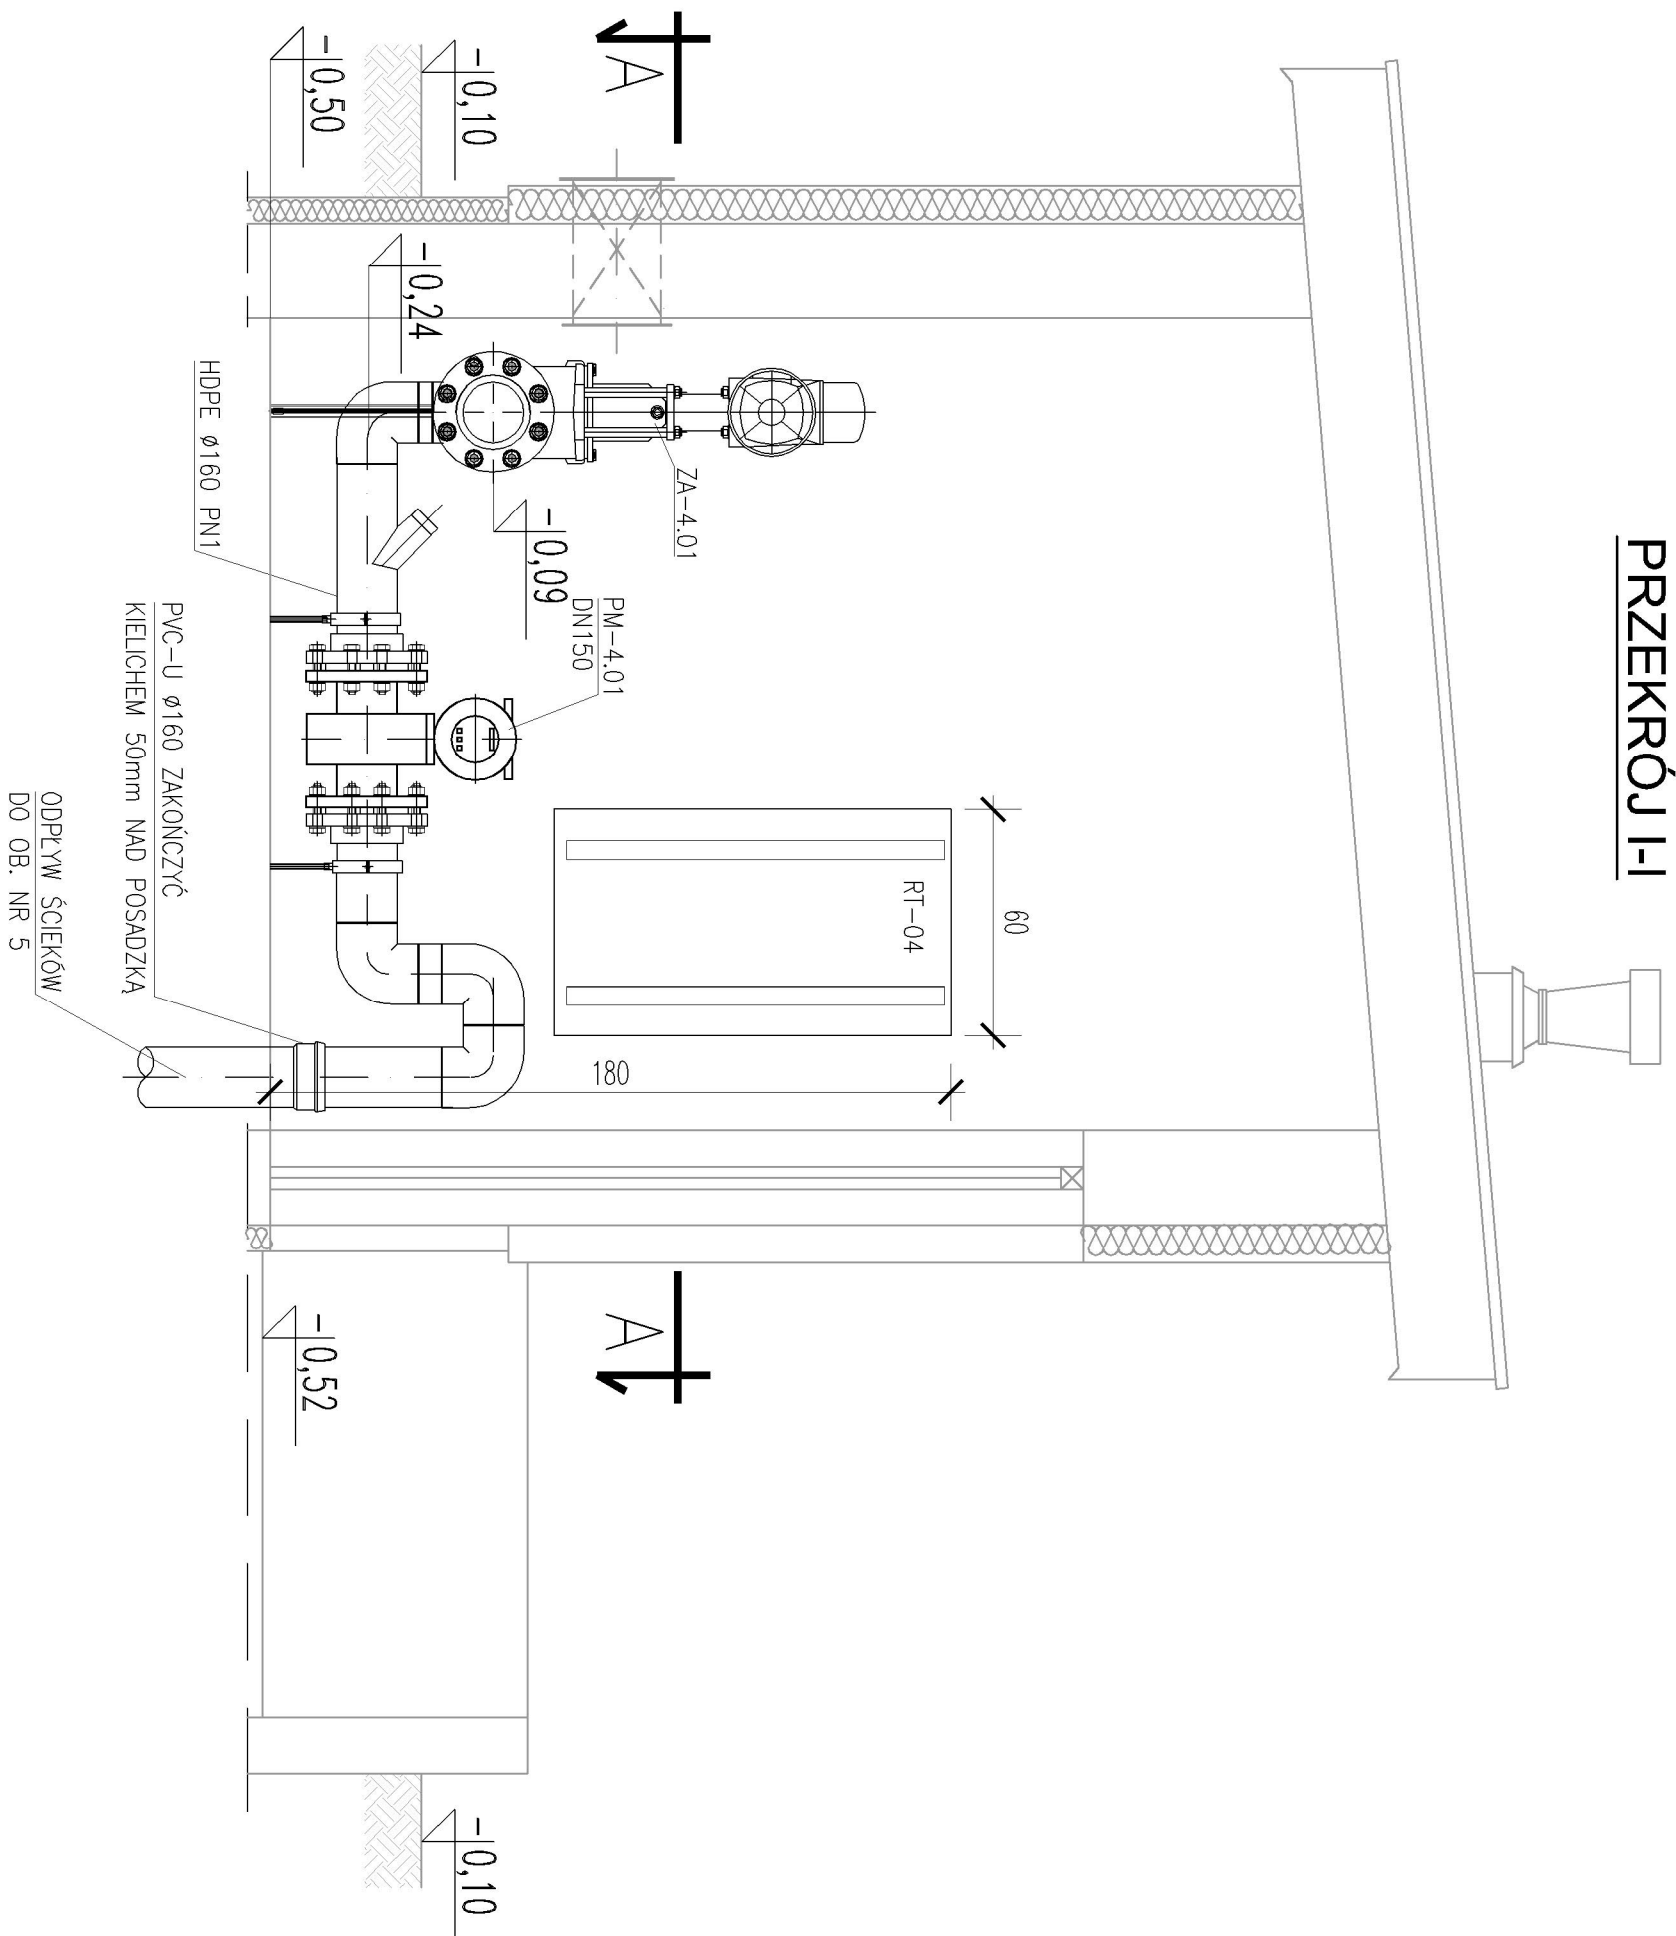 PRZEKRÓJ I-I
60
RT-04
180
ZA-4.01
A
A
PM-4.01
DN150
-0,09
-0,10
-0,10
-0,24
-0,50
-0,52
HDPE ø160 PN1
PVC-U ø160 ZAKOŃCZYĆ
KIELICHEM 50mm NAD POSADZKĄ
ODPŁYW ŚCIEKÓW
DO OB. NR 5